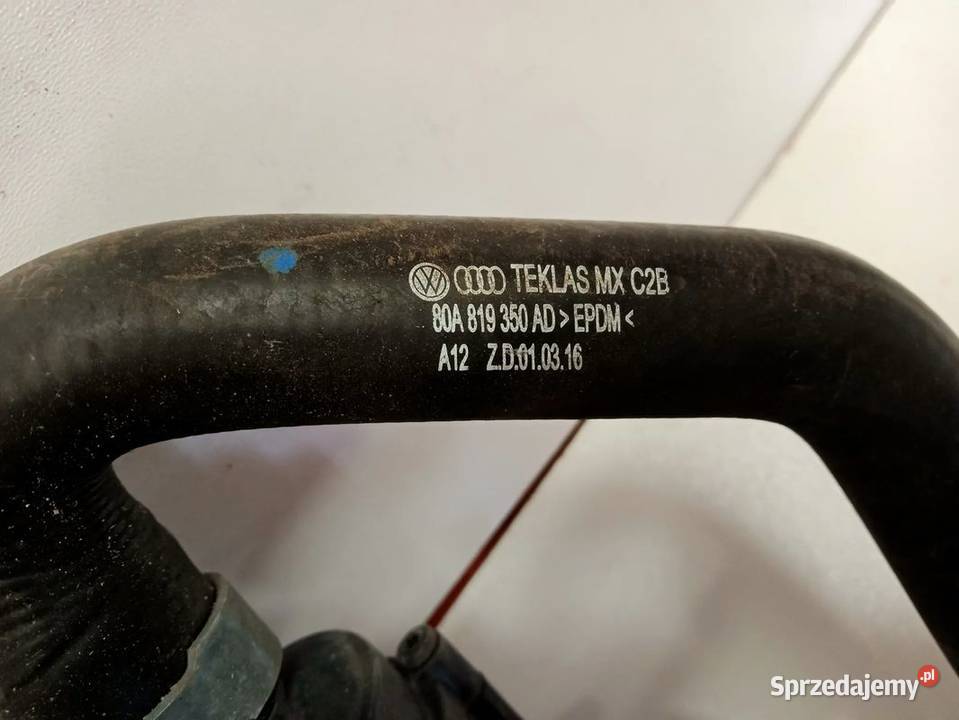 TEKLAS MX C2B
80A 819 350 AD > EPDM <
A12 Z.D.01.03.16
Sprzedajemy.pl